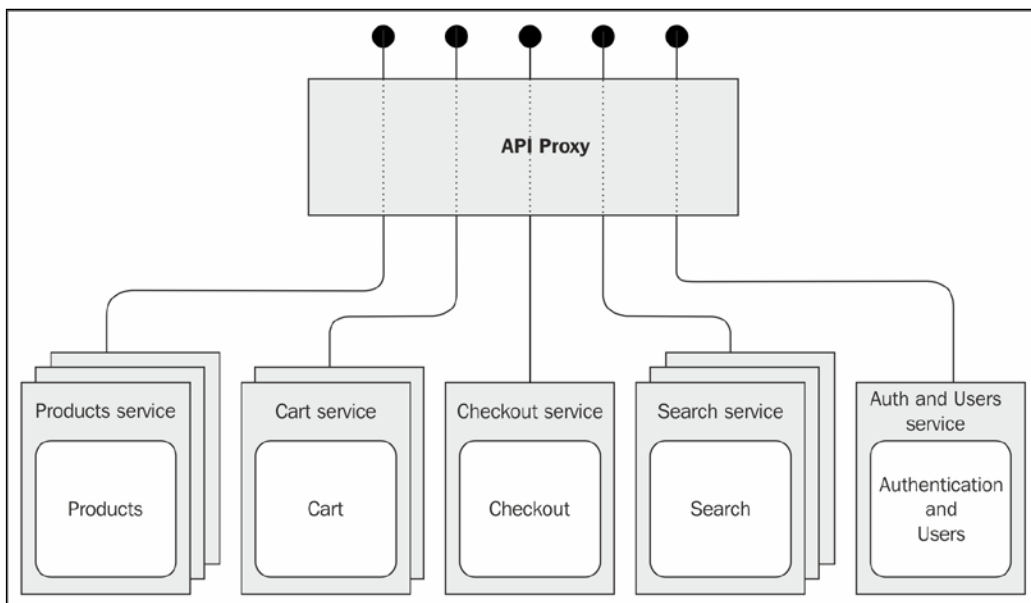 API Proxy
Products service
Products
Cart service
Cart
Checkout service
Checkout
Search service
Search
Auth and Users
service
Authentication
and
Users